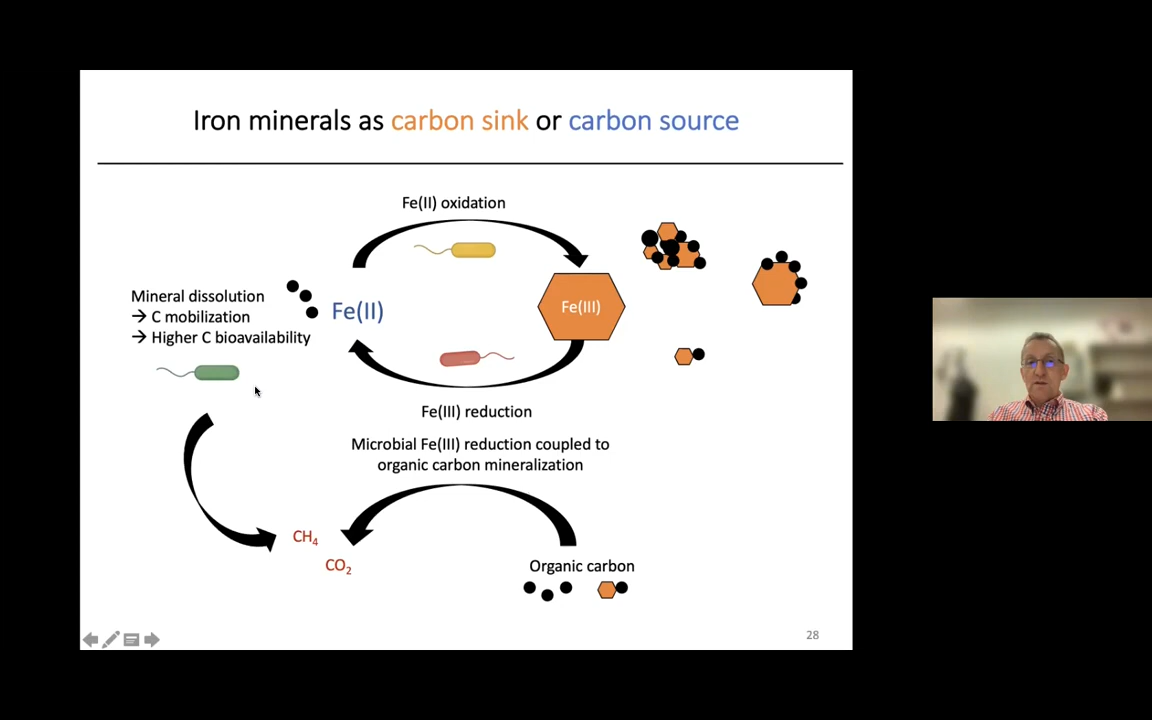 Iron minerals as carbon sink or carbon source
Fe(II) oxidation
Mineral dissolution
→ C mobilization
→ Higher C bioavailability
Fe(II)
Fe(III)
Fe(III) reduction
Microbial Fe(III) reduction coupled to
organic carbon mineralization
CH₄
CO₂
Organic carbon
28